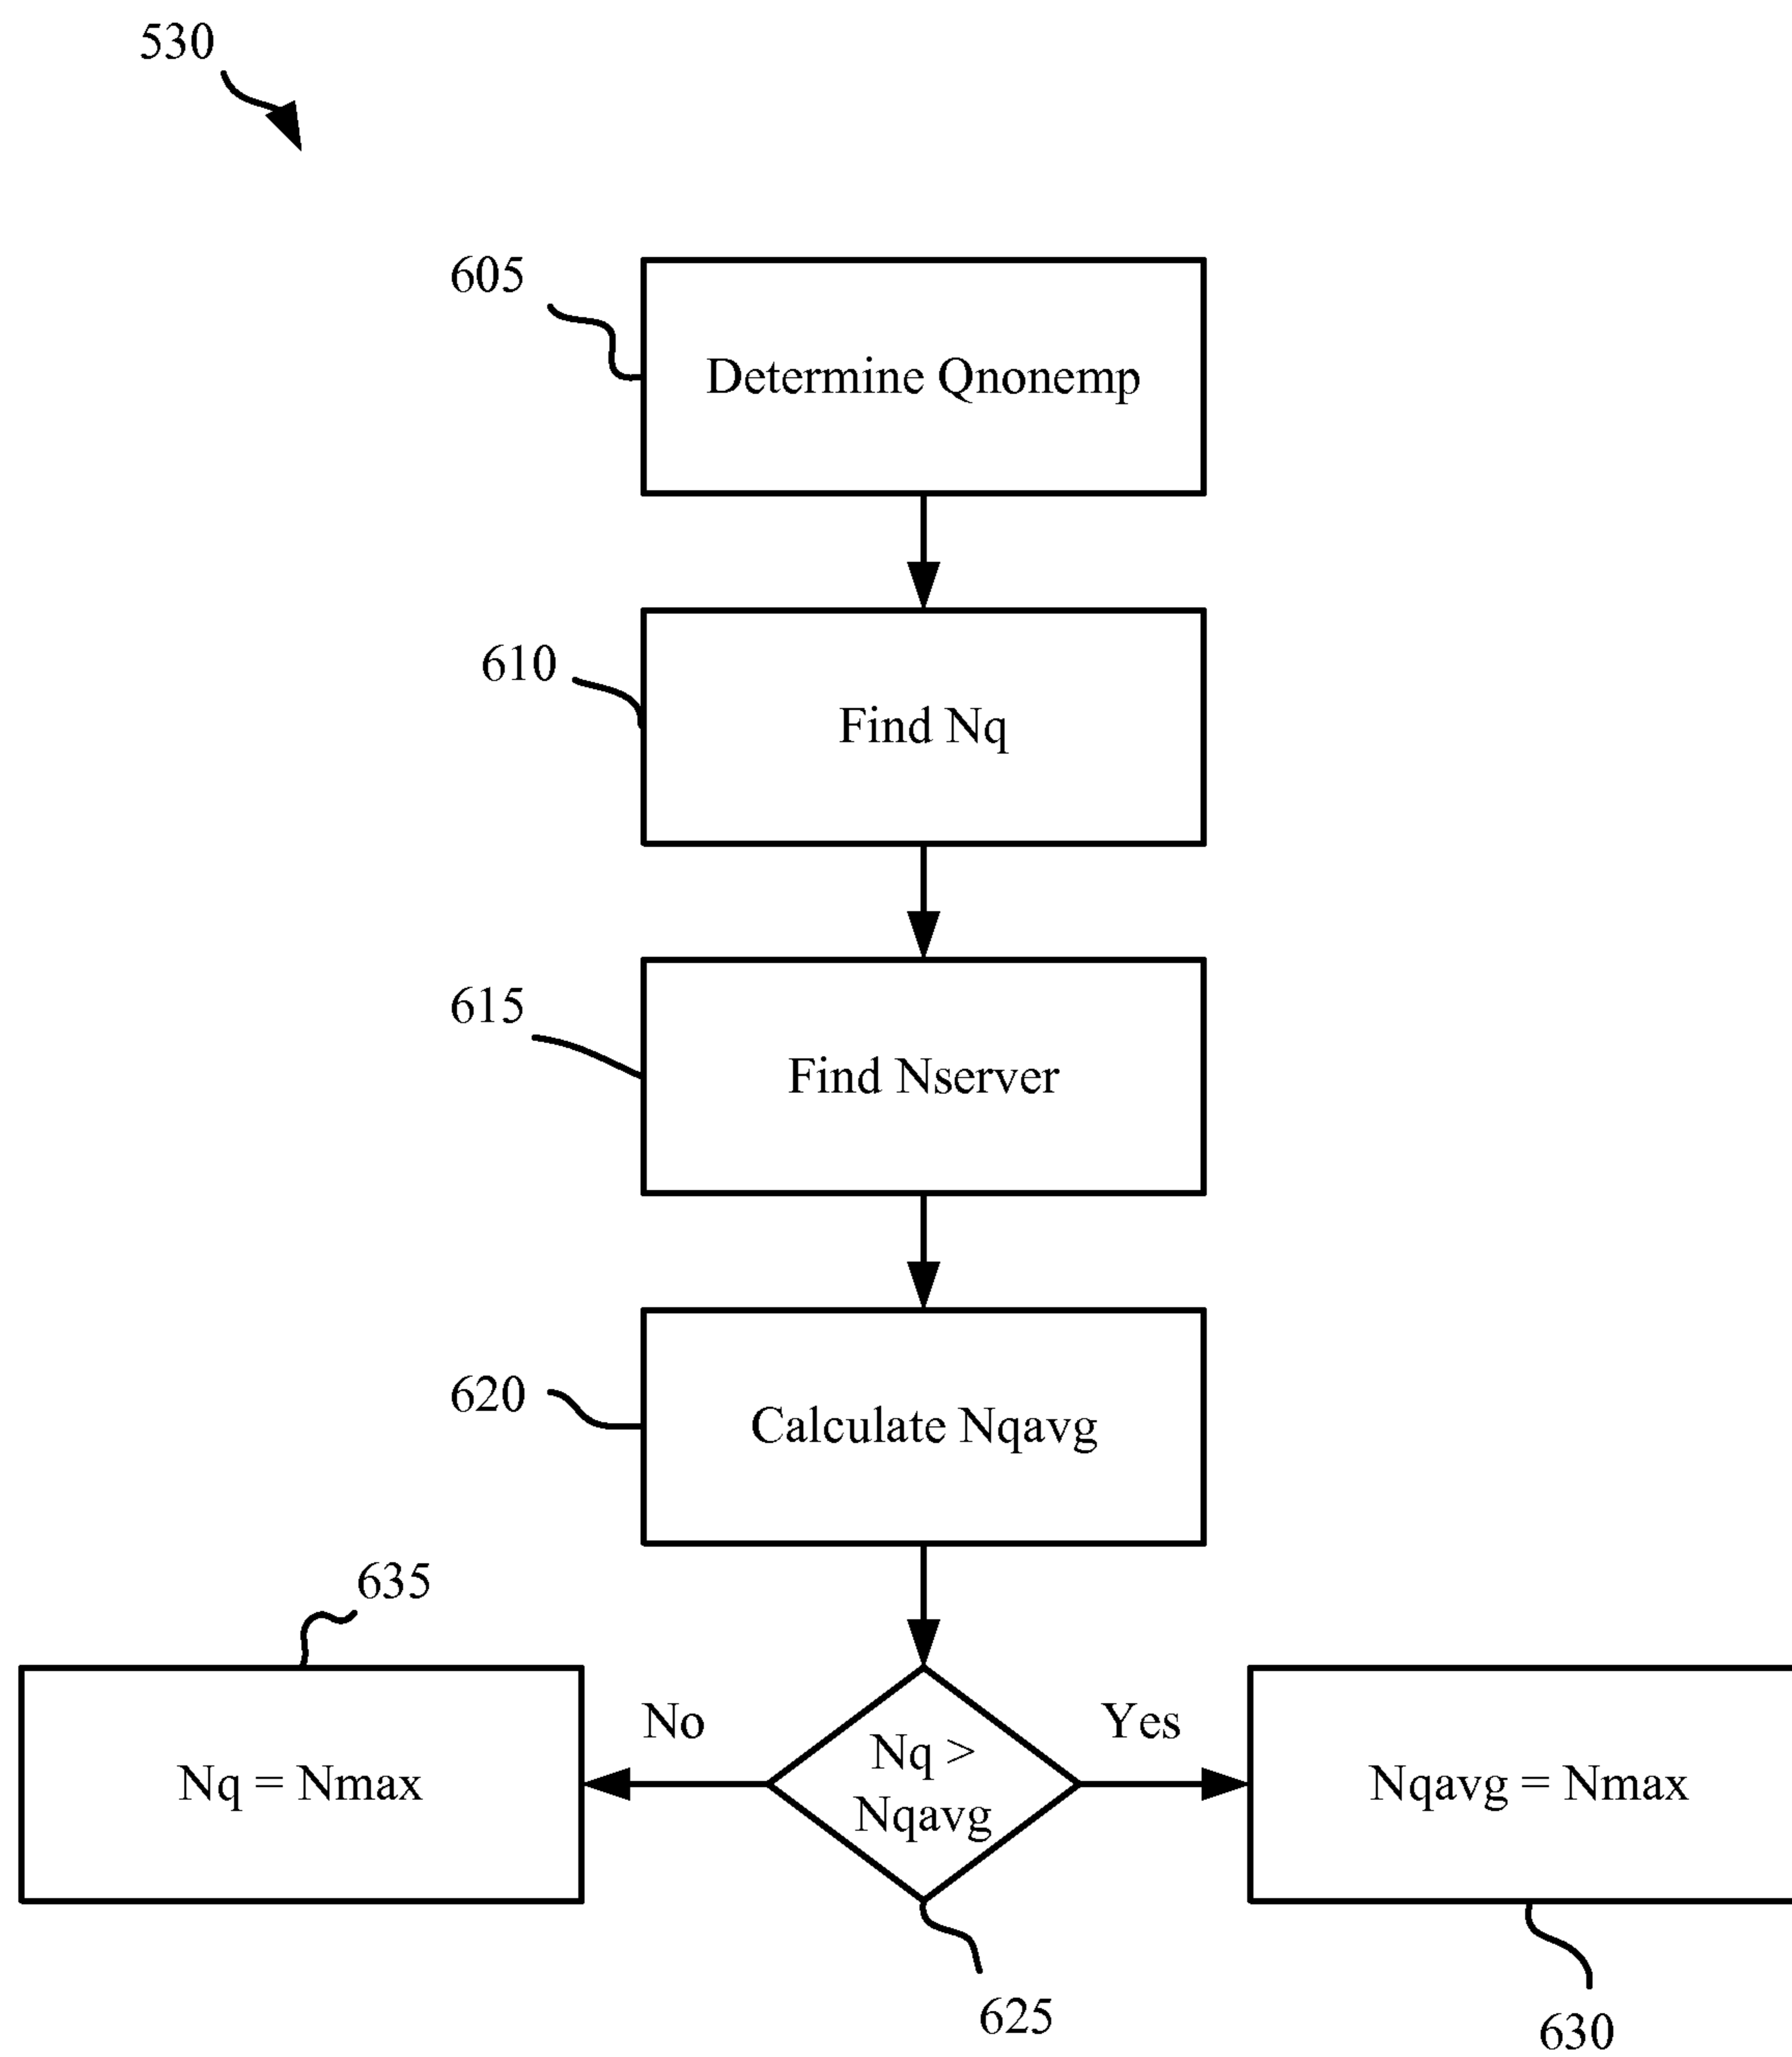 530
605
Determine Qnonemp
610
Find Nq
615
Find Nserver
620
Calculate Nqavg
635
No
Yes
Nq = Nmax
Nq >
Nqavg
Nqavg = Nmax
625
630